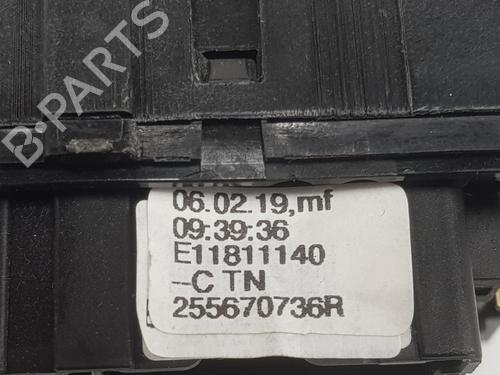 B-PARTS
06.02.19,mf
09:39:36
E11811140
--C TN
255670736R